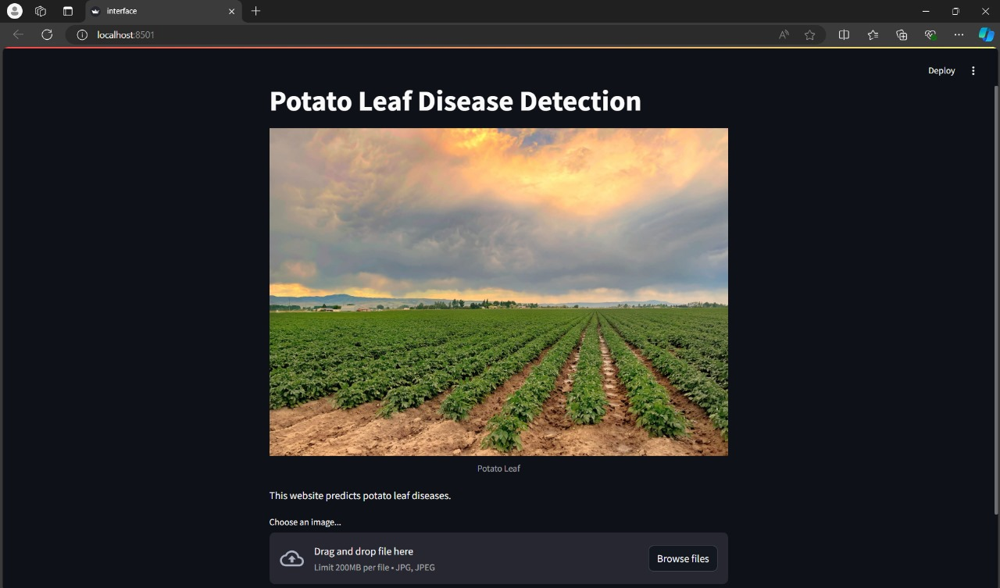 interface
localhost:8501
Deploy
Potato Leaf Disease Detection
Potato Leaf
This website predicts potato leaf diseases.
Choose an image...
Drag and drop file here
Limit 200MB per file • JPG, JPEG
Browse files